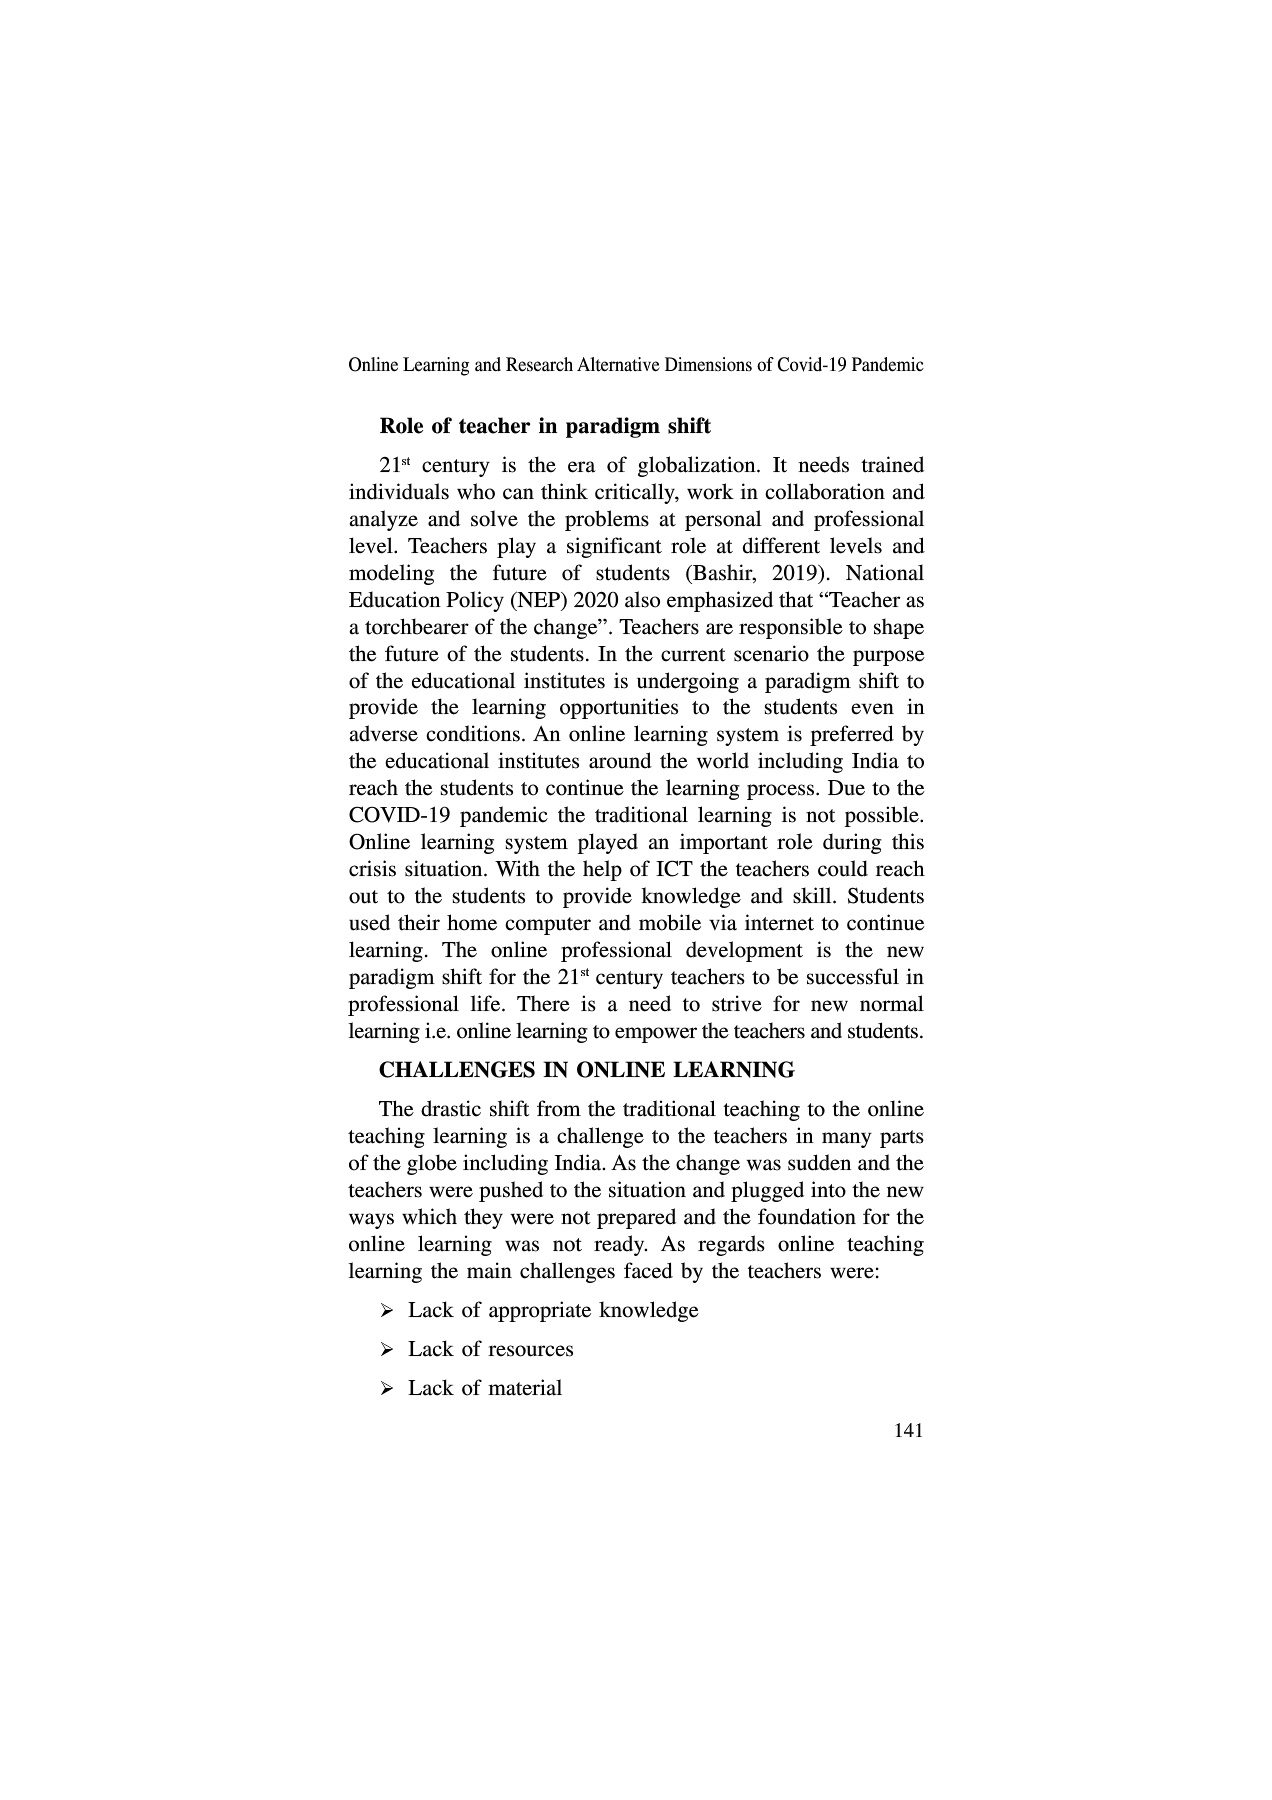 Online Learning and Research Alternative Dimensions of Covid-19 Pandemic
Role of teacher in paradigm shift
21st century is the era of globalization. It needs trained
individuals who can think critically, work in collaboration and
analyze and solve the problems at personal and professional
level. Teachers play a significant role at different levels and
modeling the future of students (Bashir, 2019). National
Education Policy (NEP) 2020 also emphasized that “Teacher as
a torchbearer of the change”. Teachers are responsible to shape
the future of the students. In the current scenario the purpose
of the educational institutes is undergoing a paradigm shift to
provide the learning opportunities to the students even in
adverse conditions. An online learning system is preferred by
the educational institutes around the world including India to
reach the students to continue the learning process. Due to the
COVID-19 pandemic the traditional learning is not possible.
Online learning system played an important role during this
crisis situation. With the help of ICT the teachers could reach
out to the students to provide knowledge and skill. Students
used their home computer and mobile via internet to continue
learning. The online professional development is the new
paradigm shift for the 21st century teachers to be successful in
professional life. There is a need to strive for new normal
learning i.e. online learning to empower the teachers and students.
CHALLENGES IN ONLINE LEARNING
The drastic shift from the traditional teaching to the online
teaching learning is a challenge to the teachers in many parts
of the globe including India. As the change was sudden and the
teachers were pushed to the situation and plugged into the new
ways which they were not prepared and the foundation for the
online learning was not ready. As regards online teaching
learning the main challenges faced by the teachers were:
➢ Lack of appropriate knowledge
➢ Lack of resources
➢ Lack of material
141